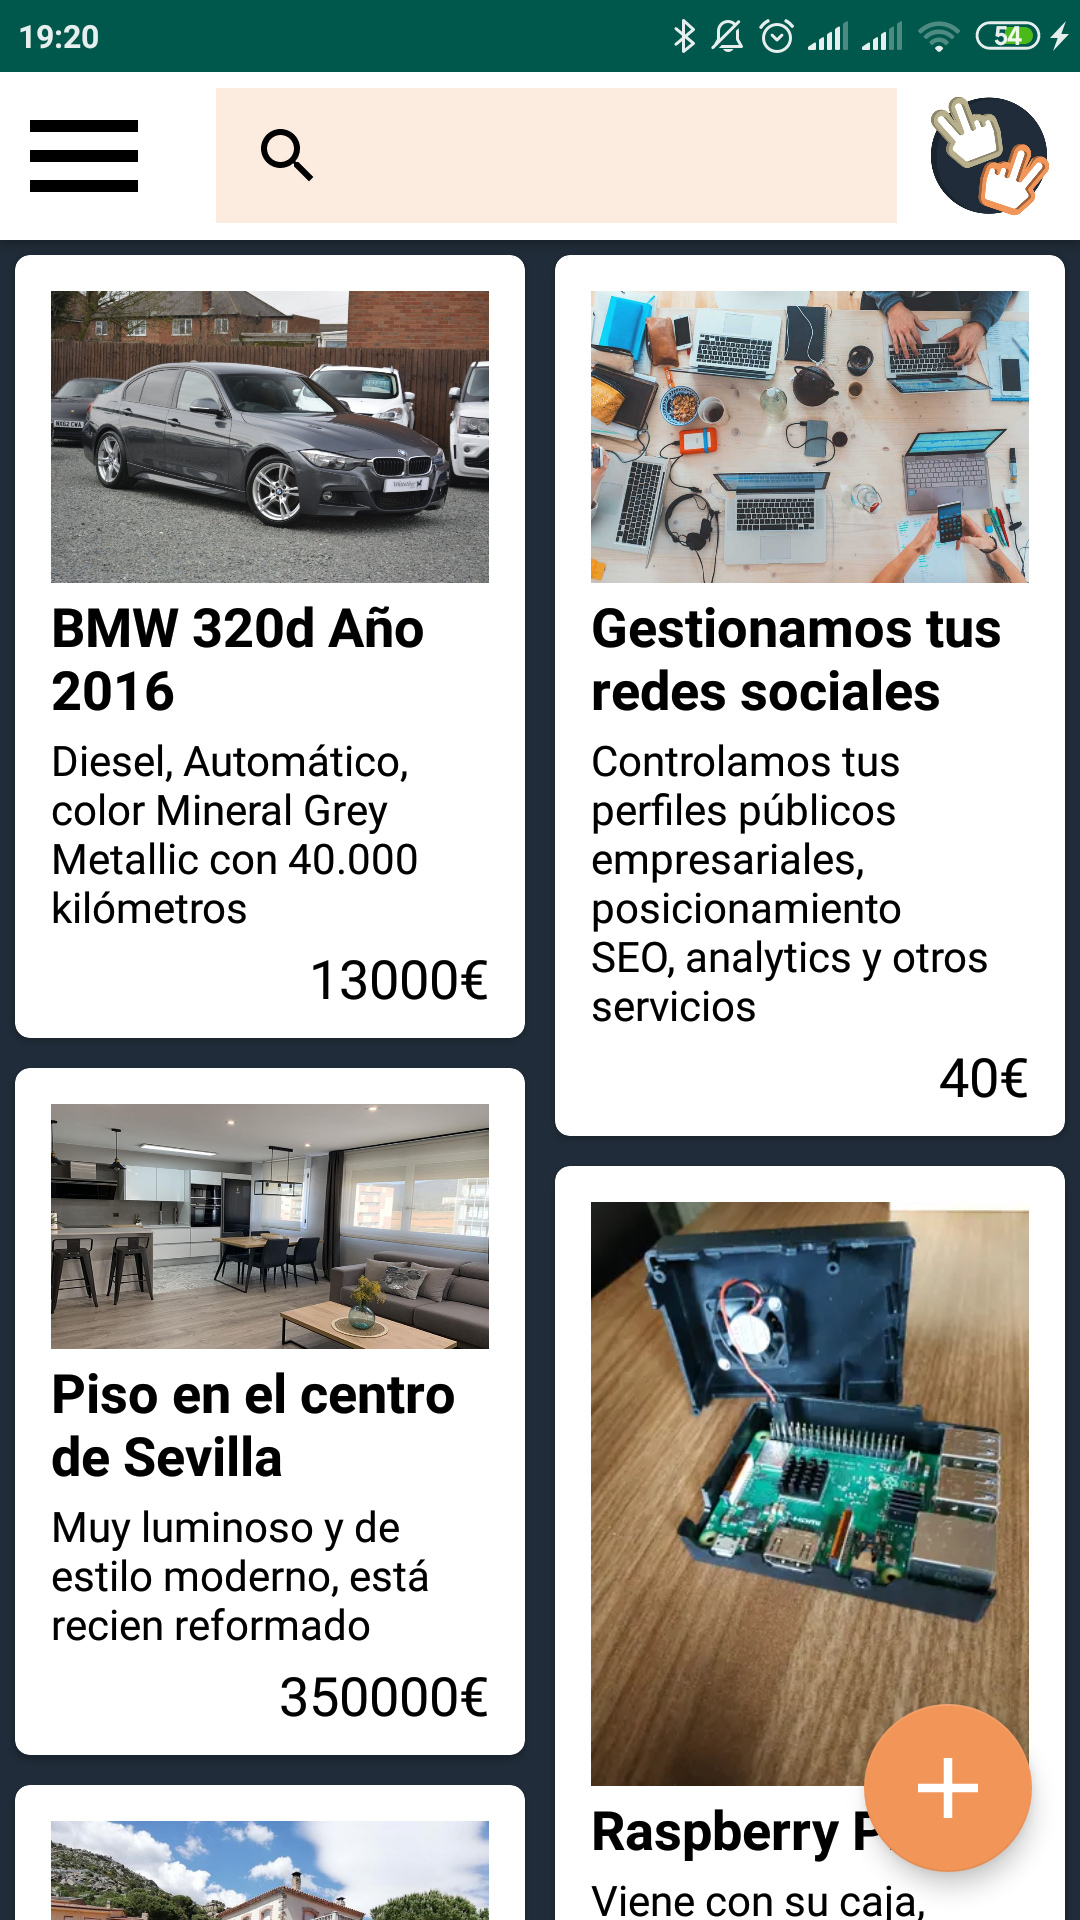 19:20
54
BMW 320d Año
2016
Diesel, Automático,
color Mineral Grey
Metallic con 40.000
kilómetros
13000€
Gestionamos tus
redes sociales
Controlamos tus
perfiles públicos
empresariales,
posicionamiento
SEO, analytics y otros
servicios
40€
Piso en el centro
de Sevilla
Muy luminoso y de
estilo moderno, está
recien reformado
350000€
HDMI
Raspberry
Viene con su caja,